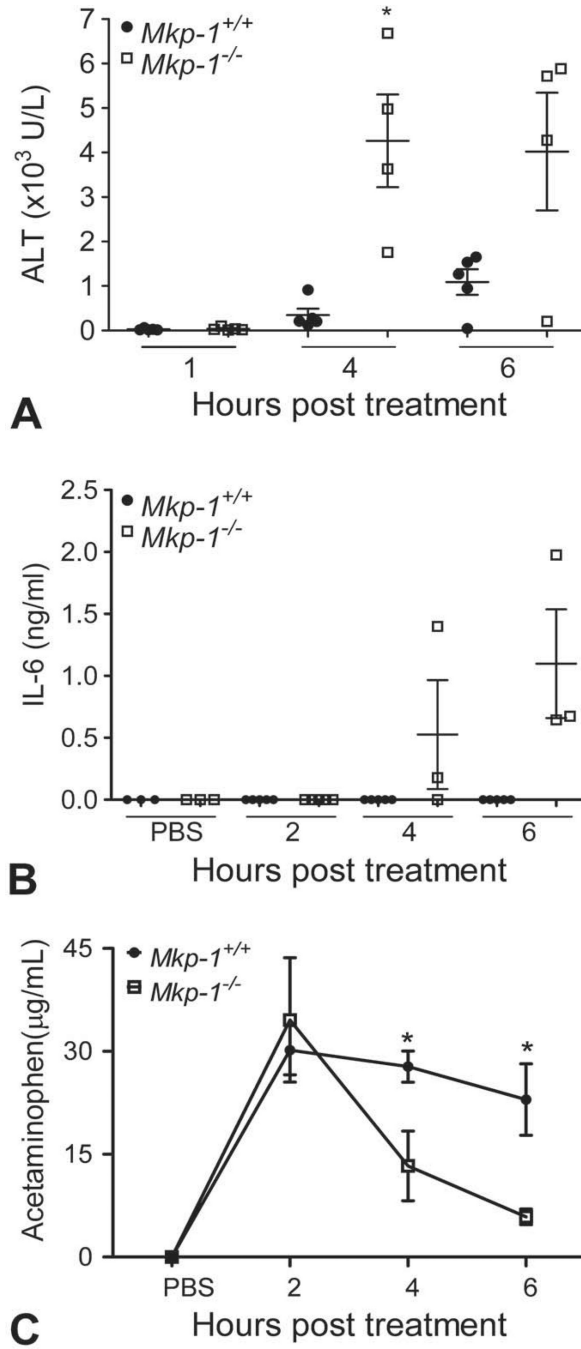 *
● Mkp-1+/+
□ Mkp-1-/-
7
6
5
4
3
2
1
0
ALT (x10³ U/L)
1 4 6
Hours post treatment
A
2.5
2.0
1.5
1.0
0.5
0.0
● Mkp-1+/+
□ Mkp-1-/-
IL-6 (ng/ml)
PBS 2 4 6
Hours post treatment
B
45
30
15
0
Mkp-1+/+
Mkp-1-/-
* *
Acetaminophen(µg/mL)
PBS 2 4 6
Hours post treatment
C